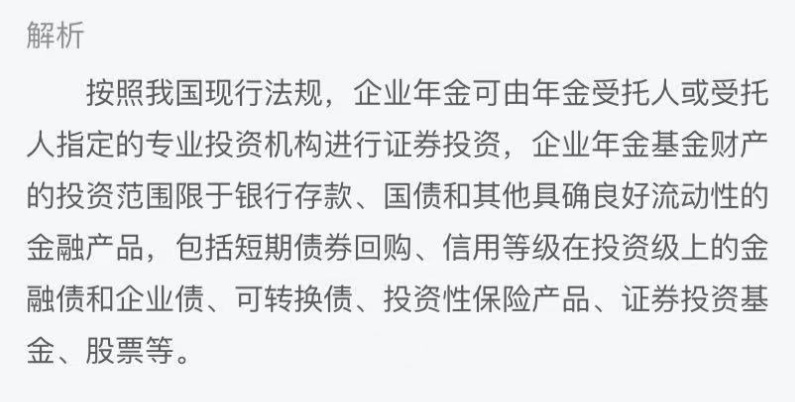 解析
按照我国现行法规，企业年金可由年金受托人或受托
人指定的专业投资机构进行证券投资，企业年金基金财产
的投资范围限于银行存款、国债和其他具确良好流动性的
金融产品，包括短期债券回购、信用等级在投资级上的金
融债和企业债、可转换债、投资性保险产品、证券投资基
金、股票等。